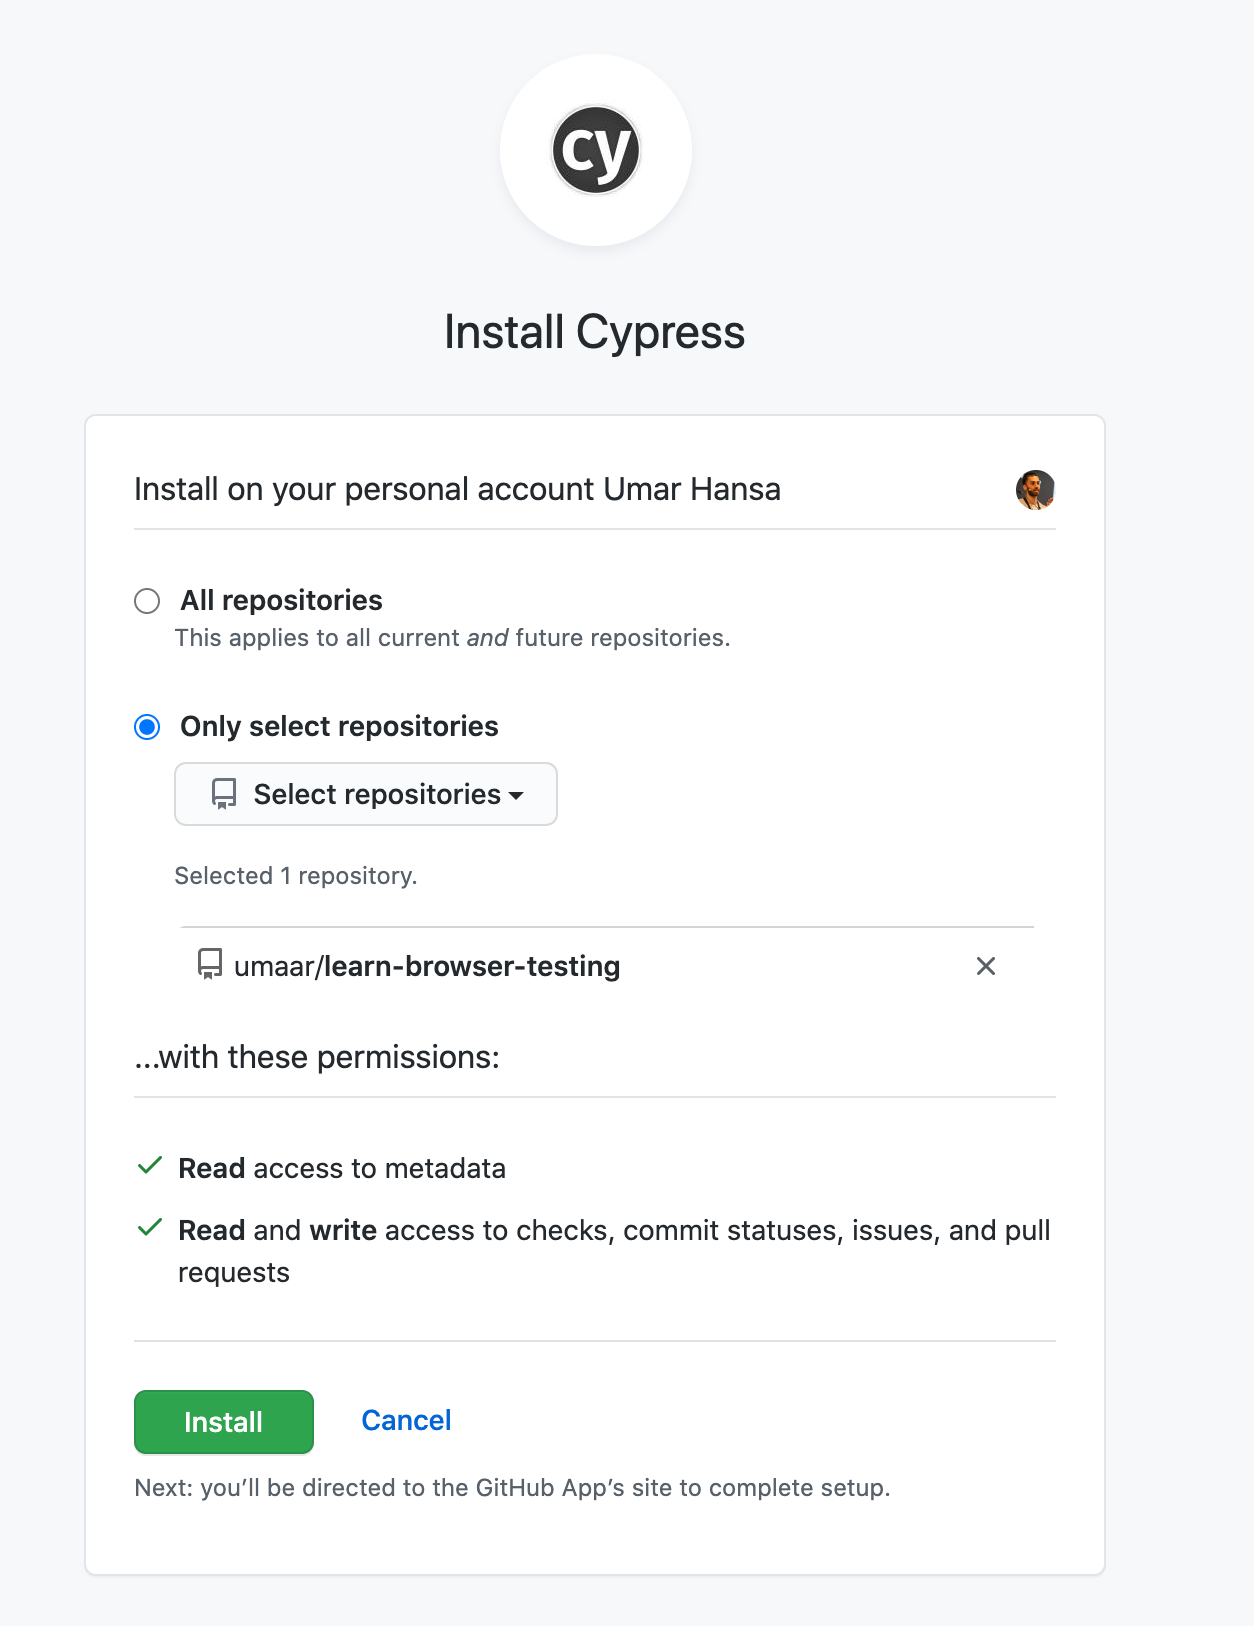 cy
Install Cypress
Install on your personal account Umar Hansa
All repositories
This applies to all current and future repositories.
Only select repositories
Select repositories
Selected 1 repository.
umaar/learn-browser-testing
...with these permissions:
Read access to metadata
Read and write access to checks, commit statuses, issues, and pull
requests
Install Cancel
Next: you’ll be directed to the GitHub App’s site to complete setup.